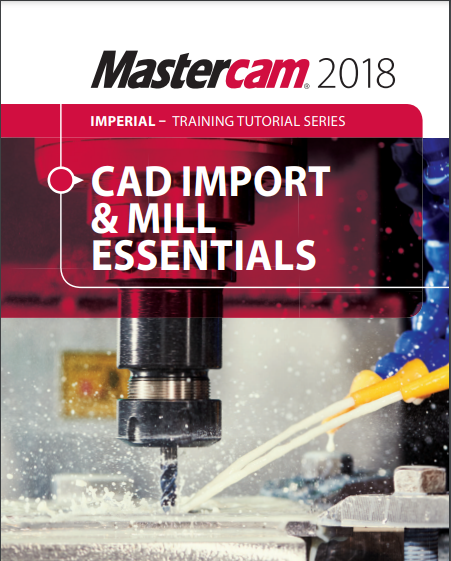 Mastercam® 2018
IMPERIAL – TRAINING TUTORIAL SERIES
CAD IMPORT
& MILL
ESSENTIALS